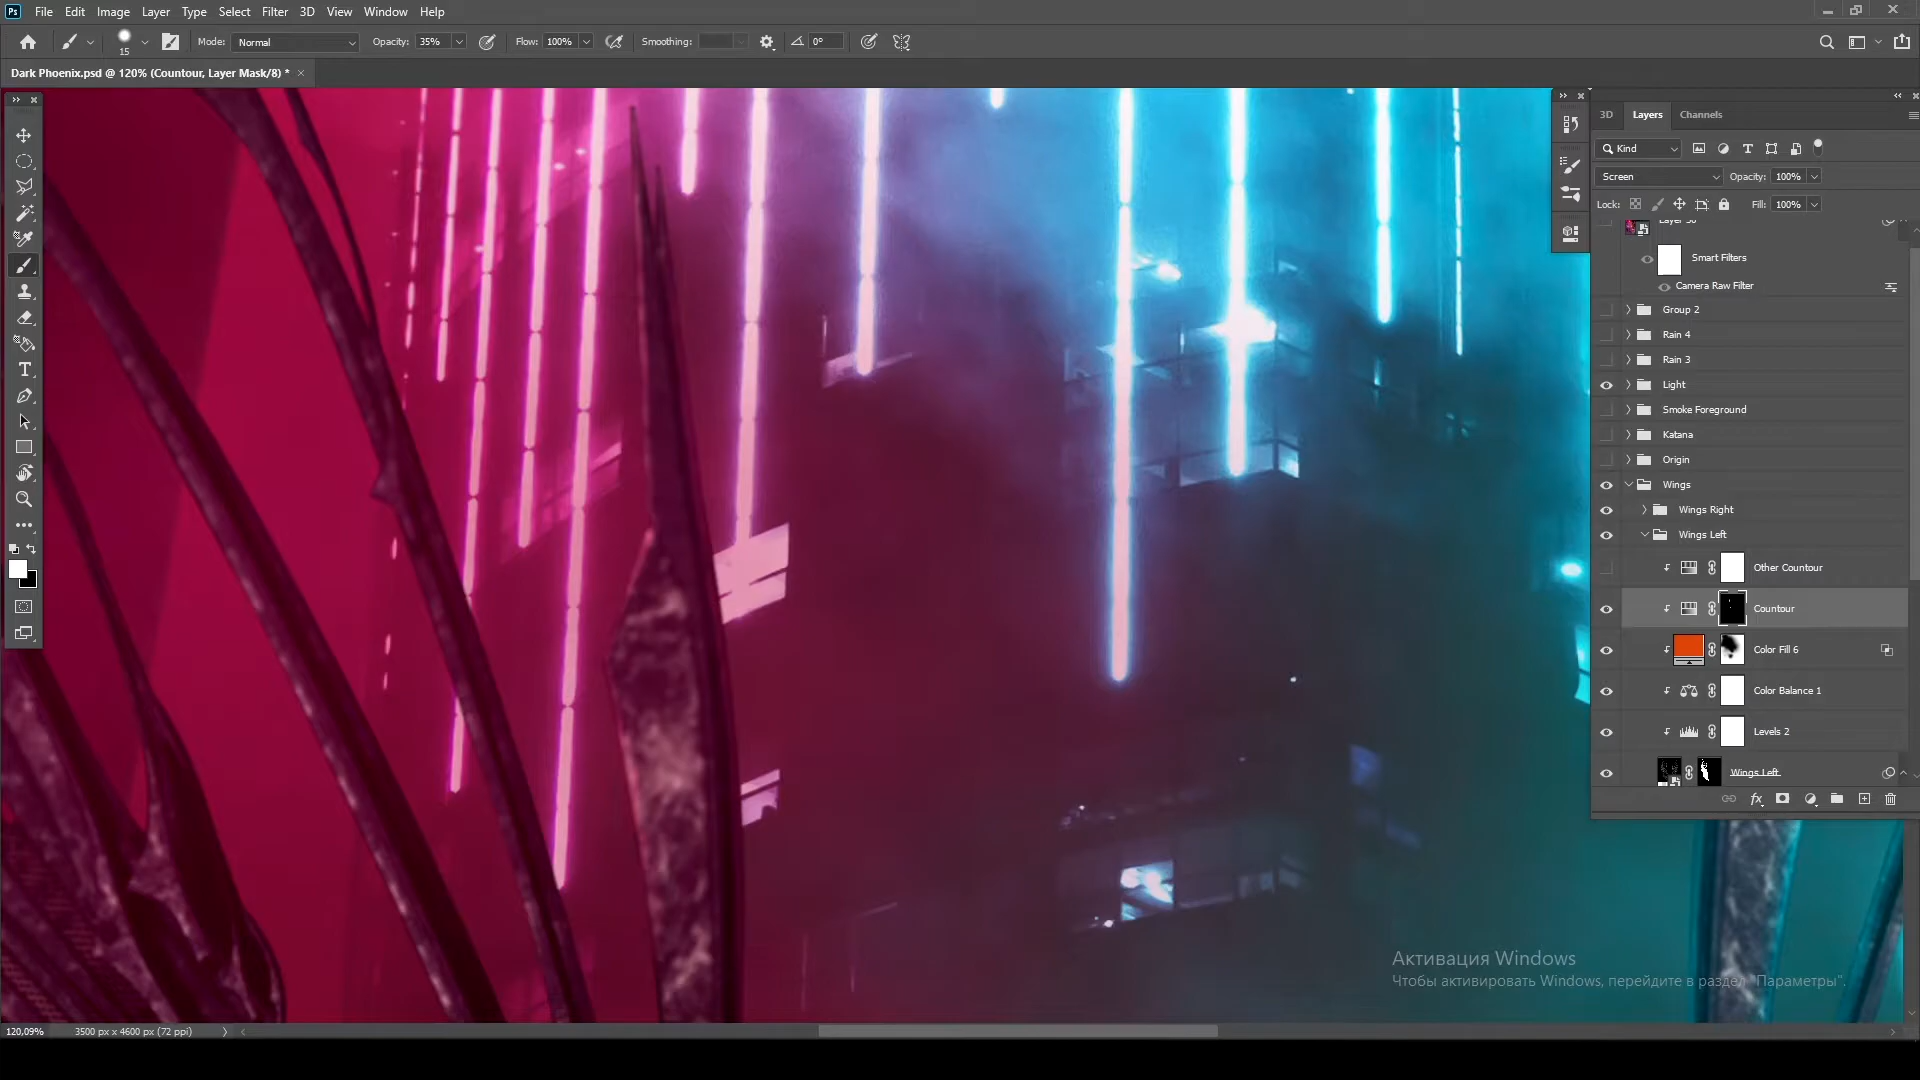 Ps File Edit Image Layer Type Select Filter 3D View Window Help
15 Mode: Normal Opacity: 35% Flow: 100% Smoothing: 0°
Dark Phoenix.psd @ 120% (Countour, Layer Mask/8) * ×
3D Layers Channels
Kind
Screen Opacity: 100%
Lock: Fill: 100%
Smart Filters
Camera Raw Filter
Group 2
Rain 4
Rain 3
Light
Smoke Foreground
Katana
Origin
Wings
Wings Right
Wings Left
Other Countour
Countour
Color Fill 6
Color Balance 1
Levels 2
Wings Left
fx
Активация Windows
Чтобы активировать Windows, перейдите в раздел "Параметры".
120,09% 3500 px x 4600 px (72 ppi)